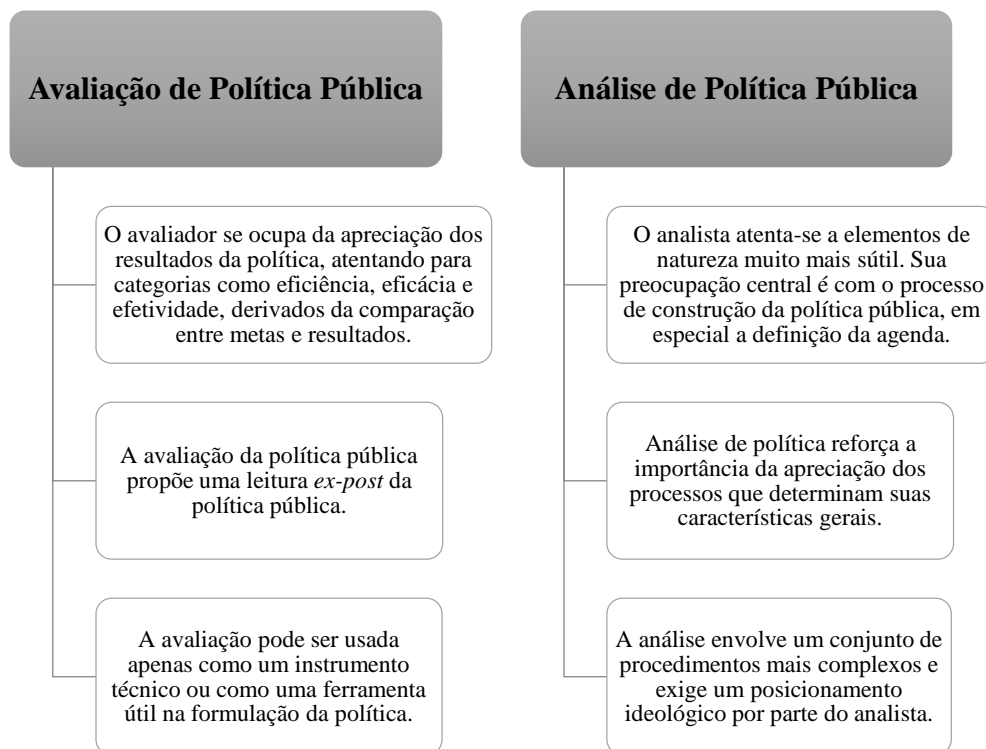 Avaliação de Política Pública
O avaliador se ocupa da apreciação dos
resultados da política, atentando para
categorias como eficiência, eficácia e
efetividade, derivados da comparação
entre metas e resultados.
A avaliação da política pública
propõe uma leitura ex-post da
política pública.
A avaliação pode ser usada
apenas como um instrumento
técnico ou como uma ferramenta
útil na formulação da política.
Análise de Política Pública
O analista atenta-se a elementos de
natureza muito mais sútil. Sua
preocupação central é com o processo
de construção da política pública, em
especial a definição da agenda.
Análise de política reforça a
importância da apreciação dos
processos que determinam suas
características gerais.
A análise envolve um conjunto de
procedimentos mais complexos e
exige um posicionamento
ideológico por parte do analista.